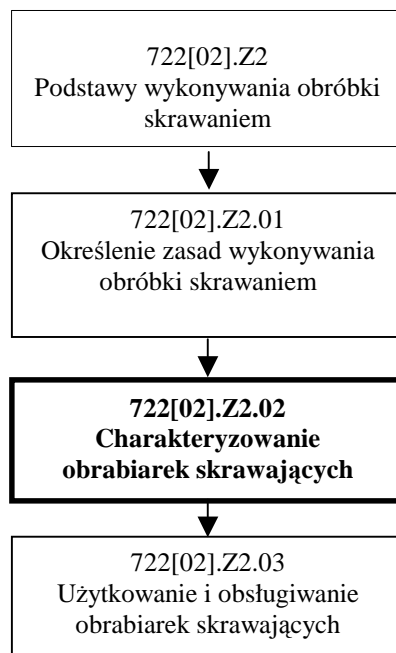 722[02].Z2
Podstawy wykonywania obróbki
skrawaniem
722[02].Z2.01
Określenie zasad wykonywania
obróbki skrawaniem
722[02].Z2.02
Charakteryzowanie
obrabiarek skrawających
722[02].Z2.03
Użytkowanie i obsługiwanie
obrabiarek skrawających